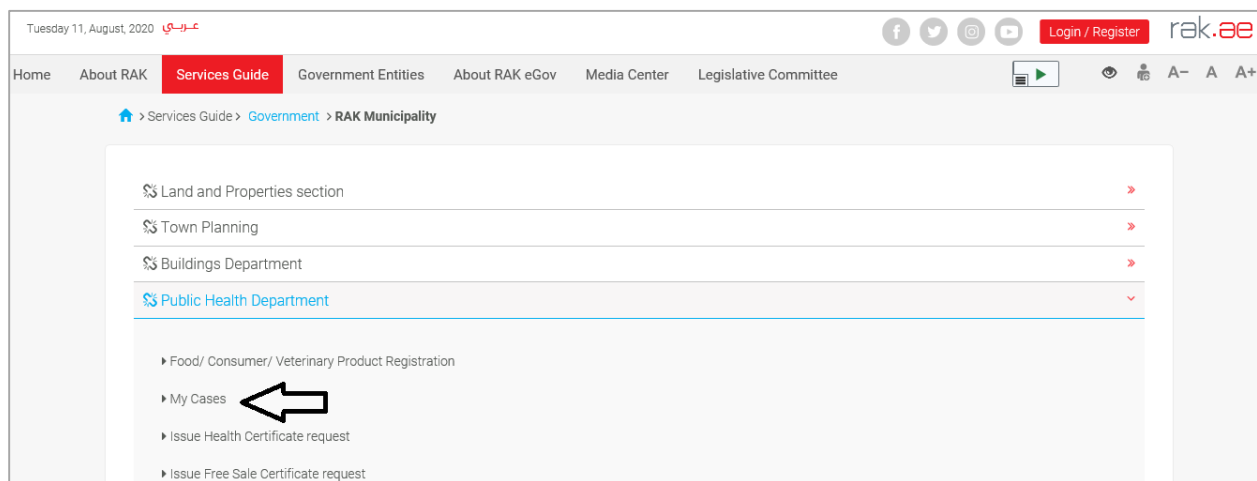 Tuesday 11, August, 2020 عـربـي
Login / Register
rak.ae
Home About RAK Services Guide Government Entities About RAK eGov Media Center Legislative Committee
A− A A+
> Services Guide > Government > RAK Municipality
Land and Properties section
Town Planning
Buildings Department
Public Health Department
Food/ Consumer/ Veterinary Product Registration
My Cases
Issue Health Certificate request
Issue Free Sale Certificate request